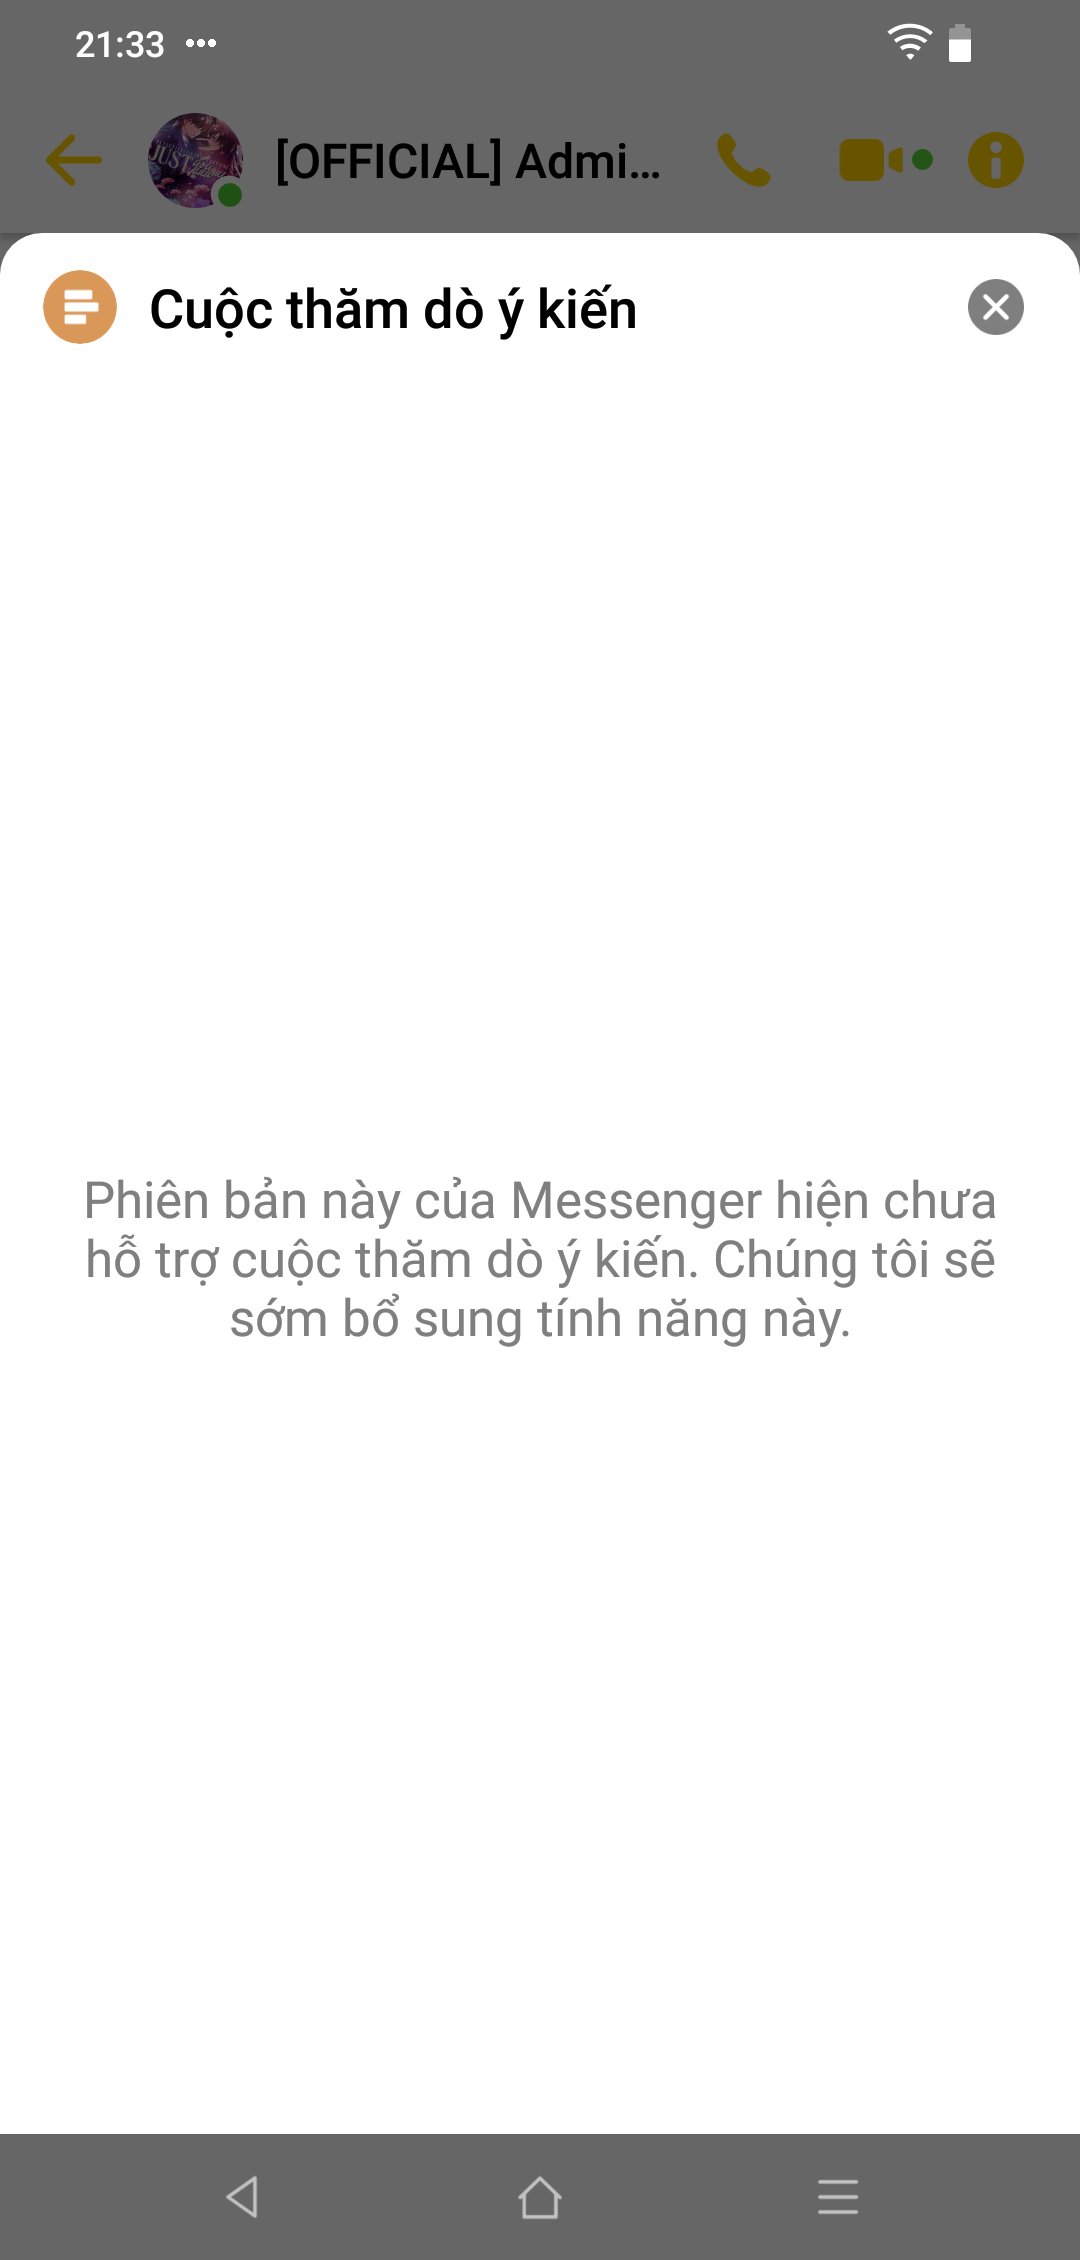 21:33
[OFFICIAL] Admi...
JUST
Cuộc thăm dò ý kiến
Phiên bản này của Messenger hiện chưa
hỗ trợ cuộc thăm dò ý kiến. Chúng tôi sẽ
sớm bổ sung tính năng này.